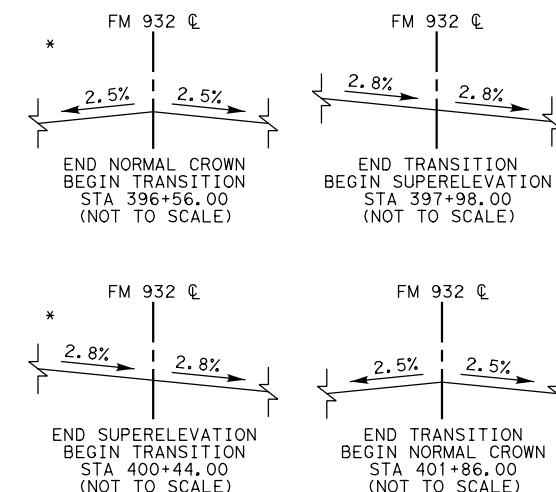 FM 932 ℄
*
2.5% 2.5%
END NORMAL CROWN
BEGIN TRANSITION
STA 396+56.00
(NOT TO SCALE)
FM 932 ℄
2.8% 2.8%
END TRANSITION
BEGIN SUPERELEVATION
STA 397+98.00
(NOT TO SCALE)
FM 932 ℄
*
2.8% 2.8%
END SUPERELEVATION
BEGIN TRANSITION
STA 400+44.00
(NOT TO SCALE)
FM 932 ℄
2.5% 2.5%
END TRANSITION
BEGIN NORMAL CROWN
STA 401+86.00
(NOT TO SCALE)